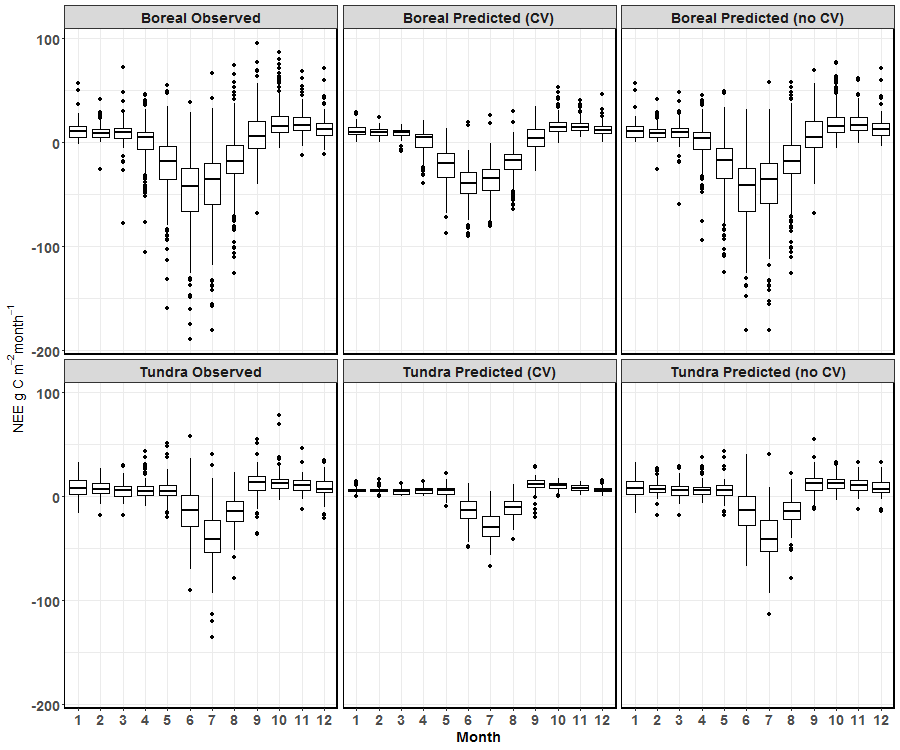 Boreal Observed Boreal Predicted (CV) Boreal Predicted (no CV)
100
0
-100
-200
Tundra Observed Tundra Predicted (CV) Tundra Predicted (no CV)
100
0
-100
-200
NEE g C m⁻² month⁻¹
1 2 3 4 5 6 7 8 9 10 11 12 1 2 3 4 5 6 7 8 9 10 11 12 1 2 3 4 5 6 7 8 9 10 11 12
Month